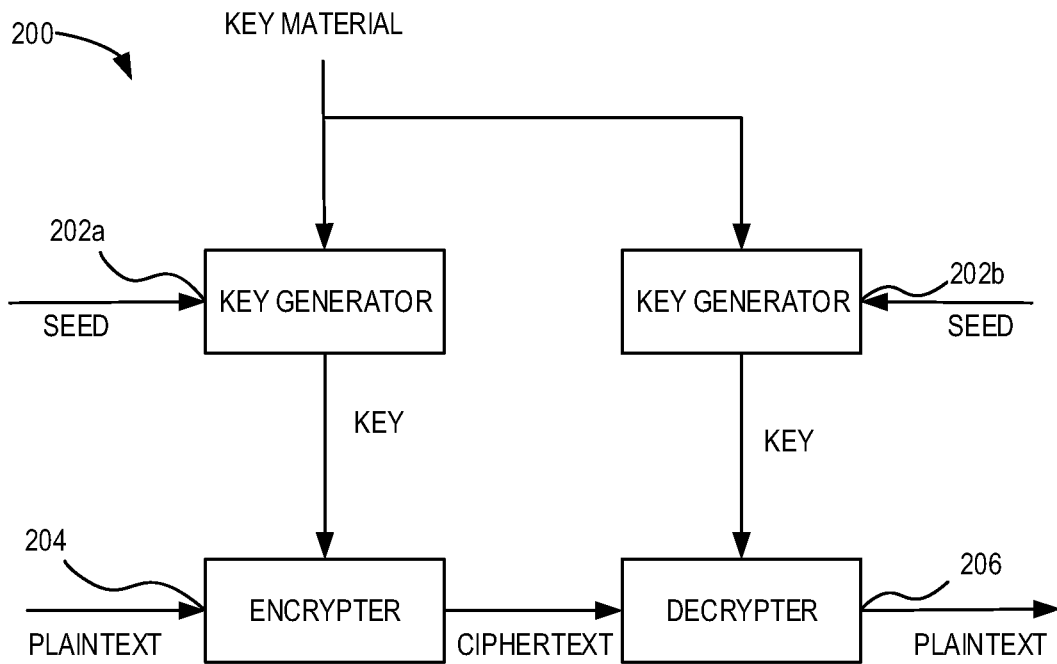 200
KEY MATERIAL
202a
202b
KEY GENERATOR
KEY GENERATOR
SEED
SEED
KEY
KEY
204
206
ENCRYPTER
DECRYPTER
PLAINTEXT
CIPHERTEXT
PLAINTEXT